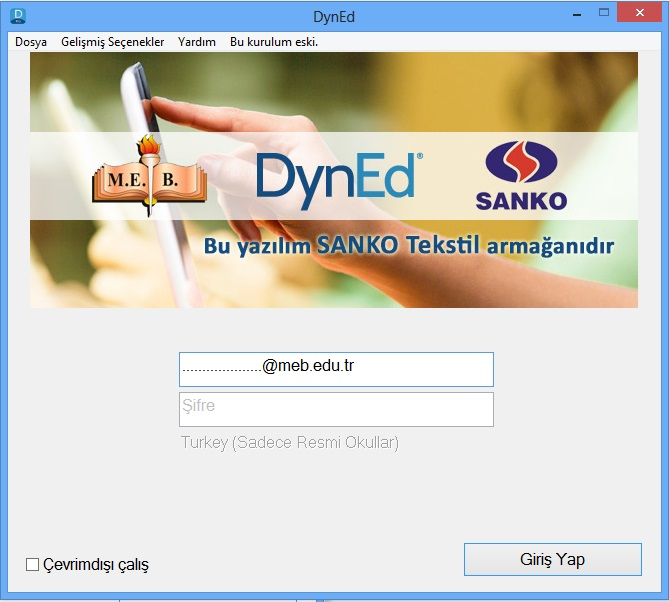 DynEd
Dosya Gelişmiş Seçenekler Yardım Bu kurulum eski.
M.E. B. DynEd® SANKO
Bu yazılım SANKO Tekstil armağanıdır
....................@meb.edu.tr
Şifre
Turkey (Sadece Resmi Okullar)
Çevrimdışı çalış
Giriş Yap